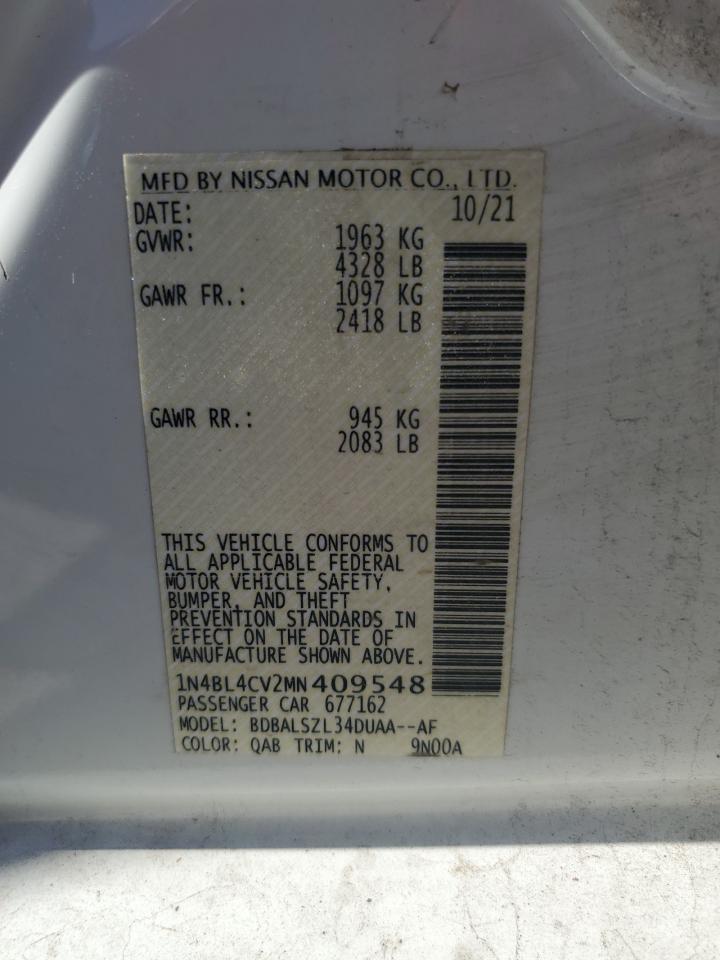 MFD BY NISSAN MOTOR CO., LTD.
DATE: 10/21
GVWR: 1963 KG
4328 LB
GAWR FR.: 1097 KG
2418 LB
GAWR RR.: 945 KG
2083 LB
THIS VEHICLE CONFORMS TO
ALL APPLICABLE FEDERAL
MOTOR VEHICLE SAFETY,
BUMPER, AND THEFT
PREVENTION STANDARDS IN
EFFECT ON THE DATE OF
MANUFACTURE SHOWN ABOVE.
1N4BL4CV2MN409548
PASSENGER CAR 677162
MODEL: BDBALSZL34DUAA--AF
COLOR: QAB TRIM: N 9N00A